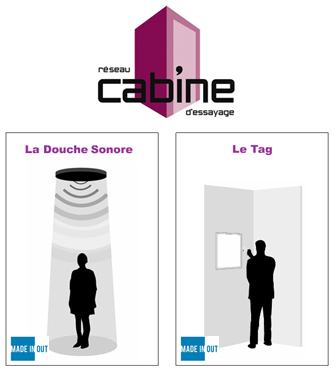 réseau
cabine
d'essayage
La Douche Sonore
Le Tag
MADE IN OUT
MADE IN OUT